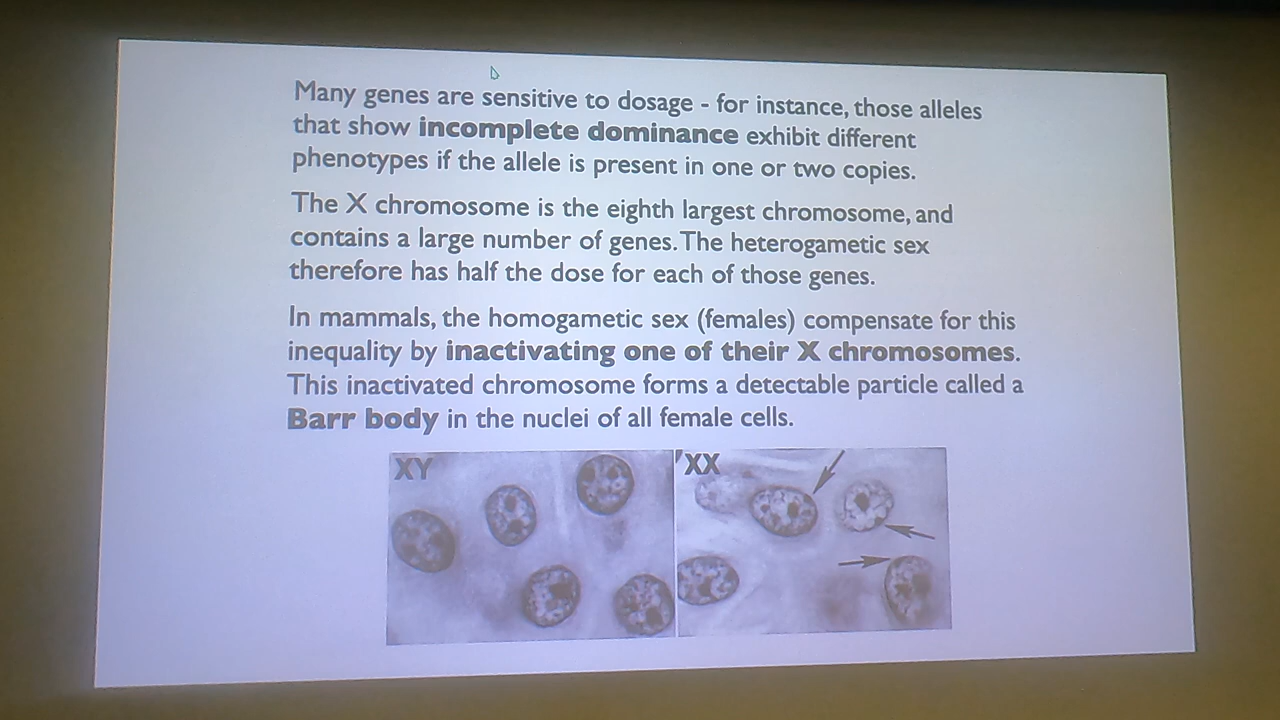 Many genes are sensitive to dosage - for instance, those alleles
that show incomplete dominance exhibit different
phenotypes if the allele is present in one or two copies.
The X chromosome is the eighth largest chromosome, and
contains a large number of genes. The heterogametic sex
therefore has half the dose for each of those genes.
In mammals, the homogametic sex (females) compensate for this
inequality by inactivating one of their X chromosomes.
This inactivated chromosome forms a detectable particle called a
Barr body in the nuclei of all female cells.
XY
'XX